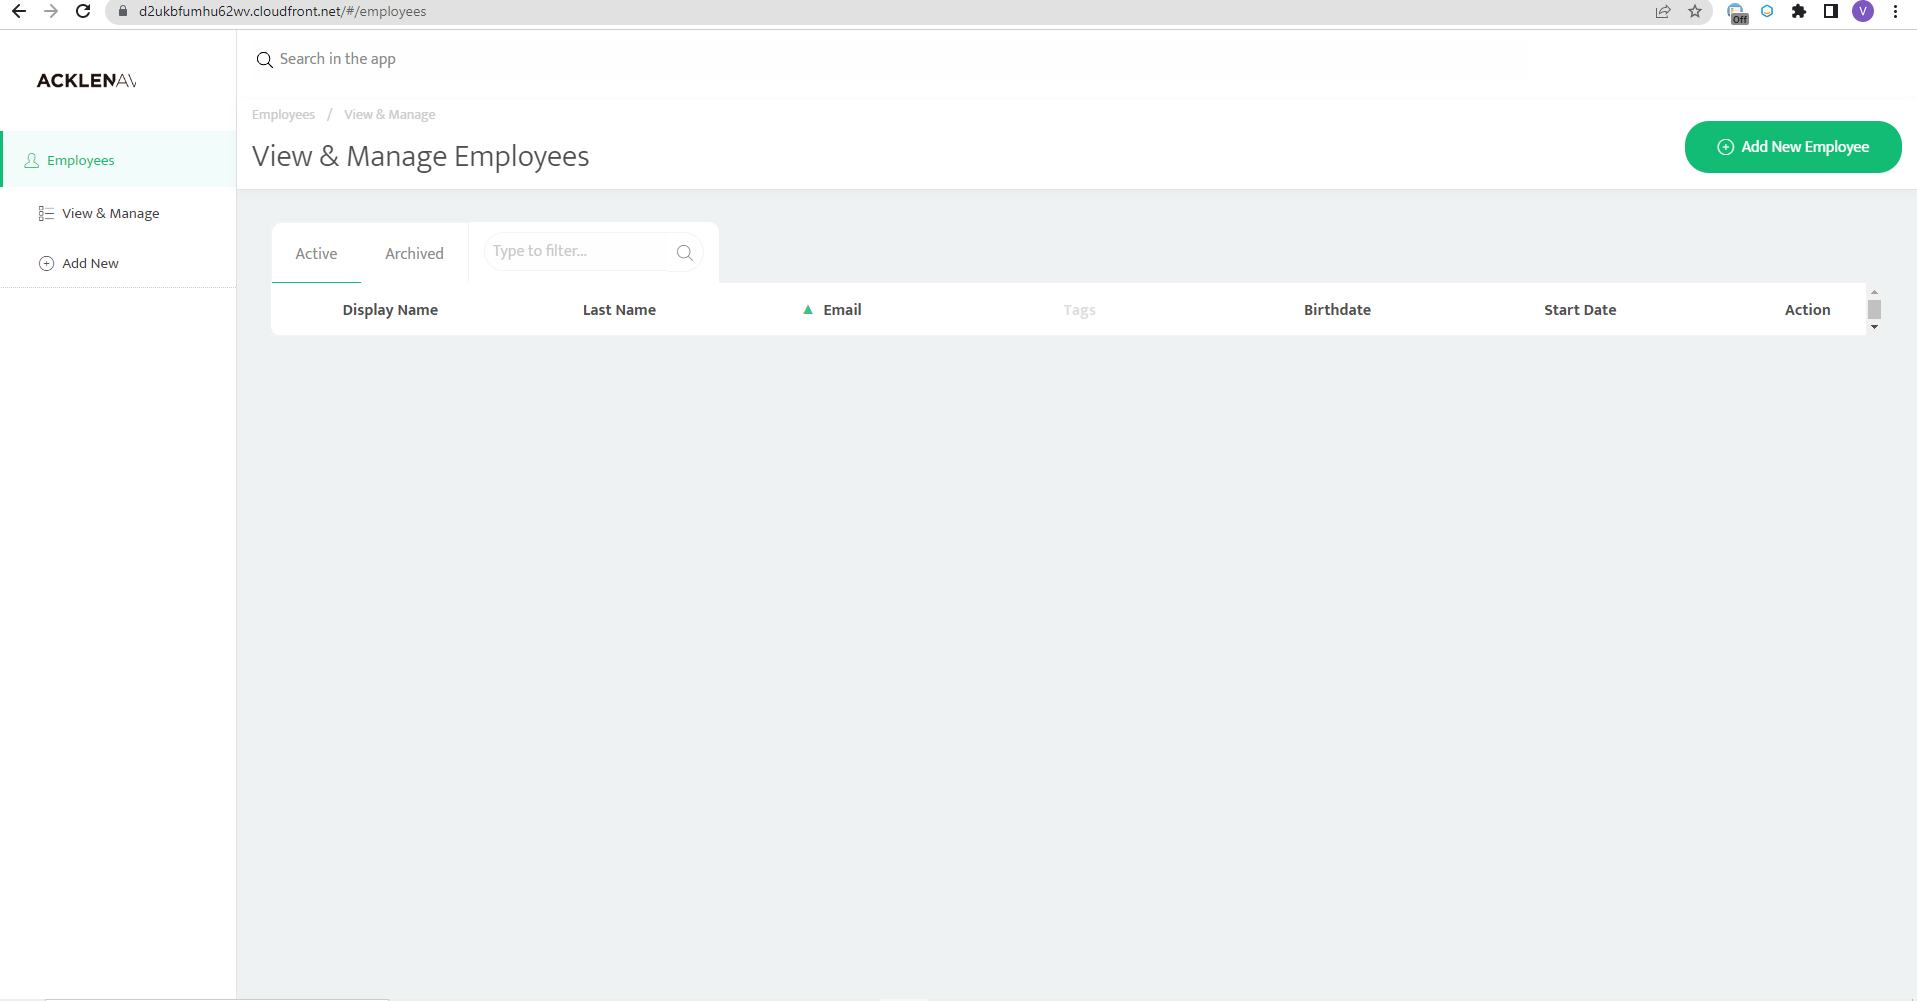 d2ukbfumhu62wv.cloudfront.net/#/employees
Off
V
ACKLENAV
Search in the app
Employees / View & Manage
View & Manage Employees
Add New Employee
Employees
View & Manage
Add New
Active Archived Type to filter...
Display Name Last Name ▲ Email Tags Birthdate Start Date Action